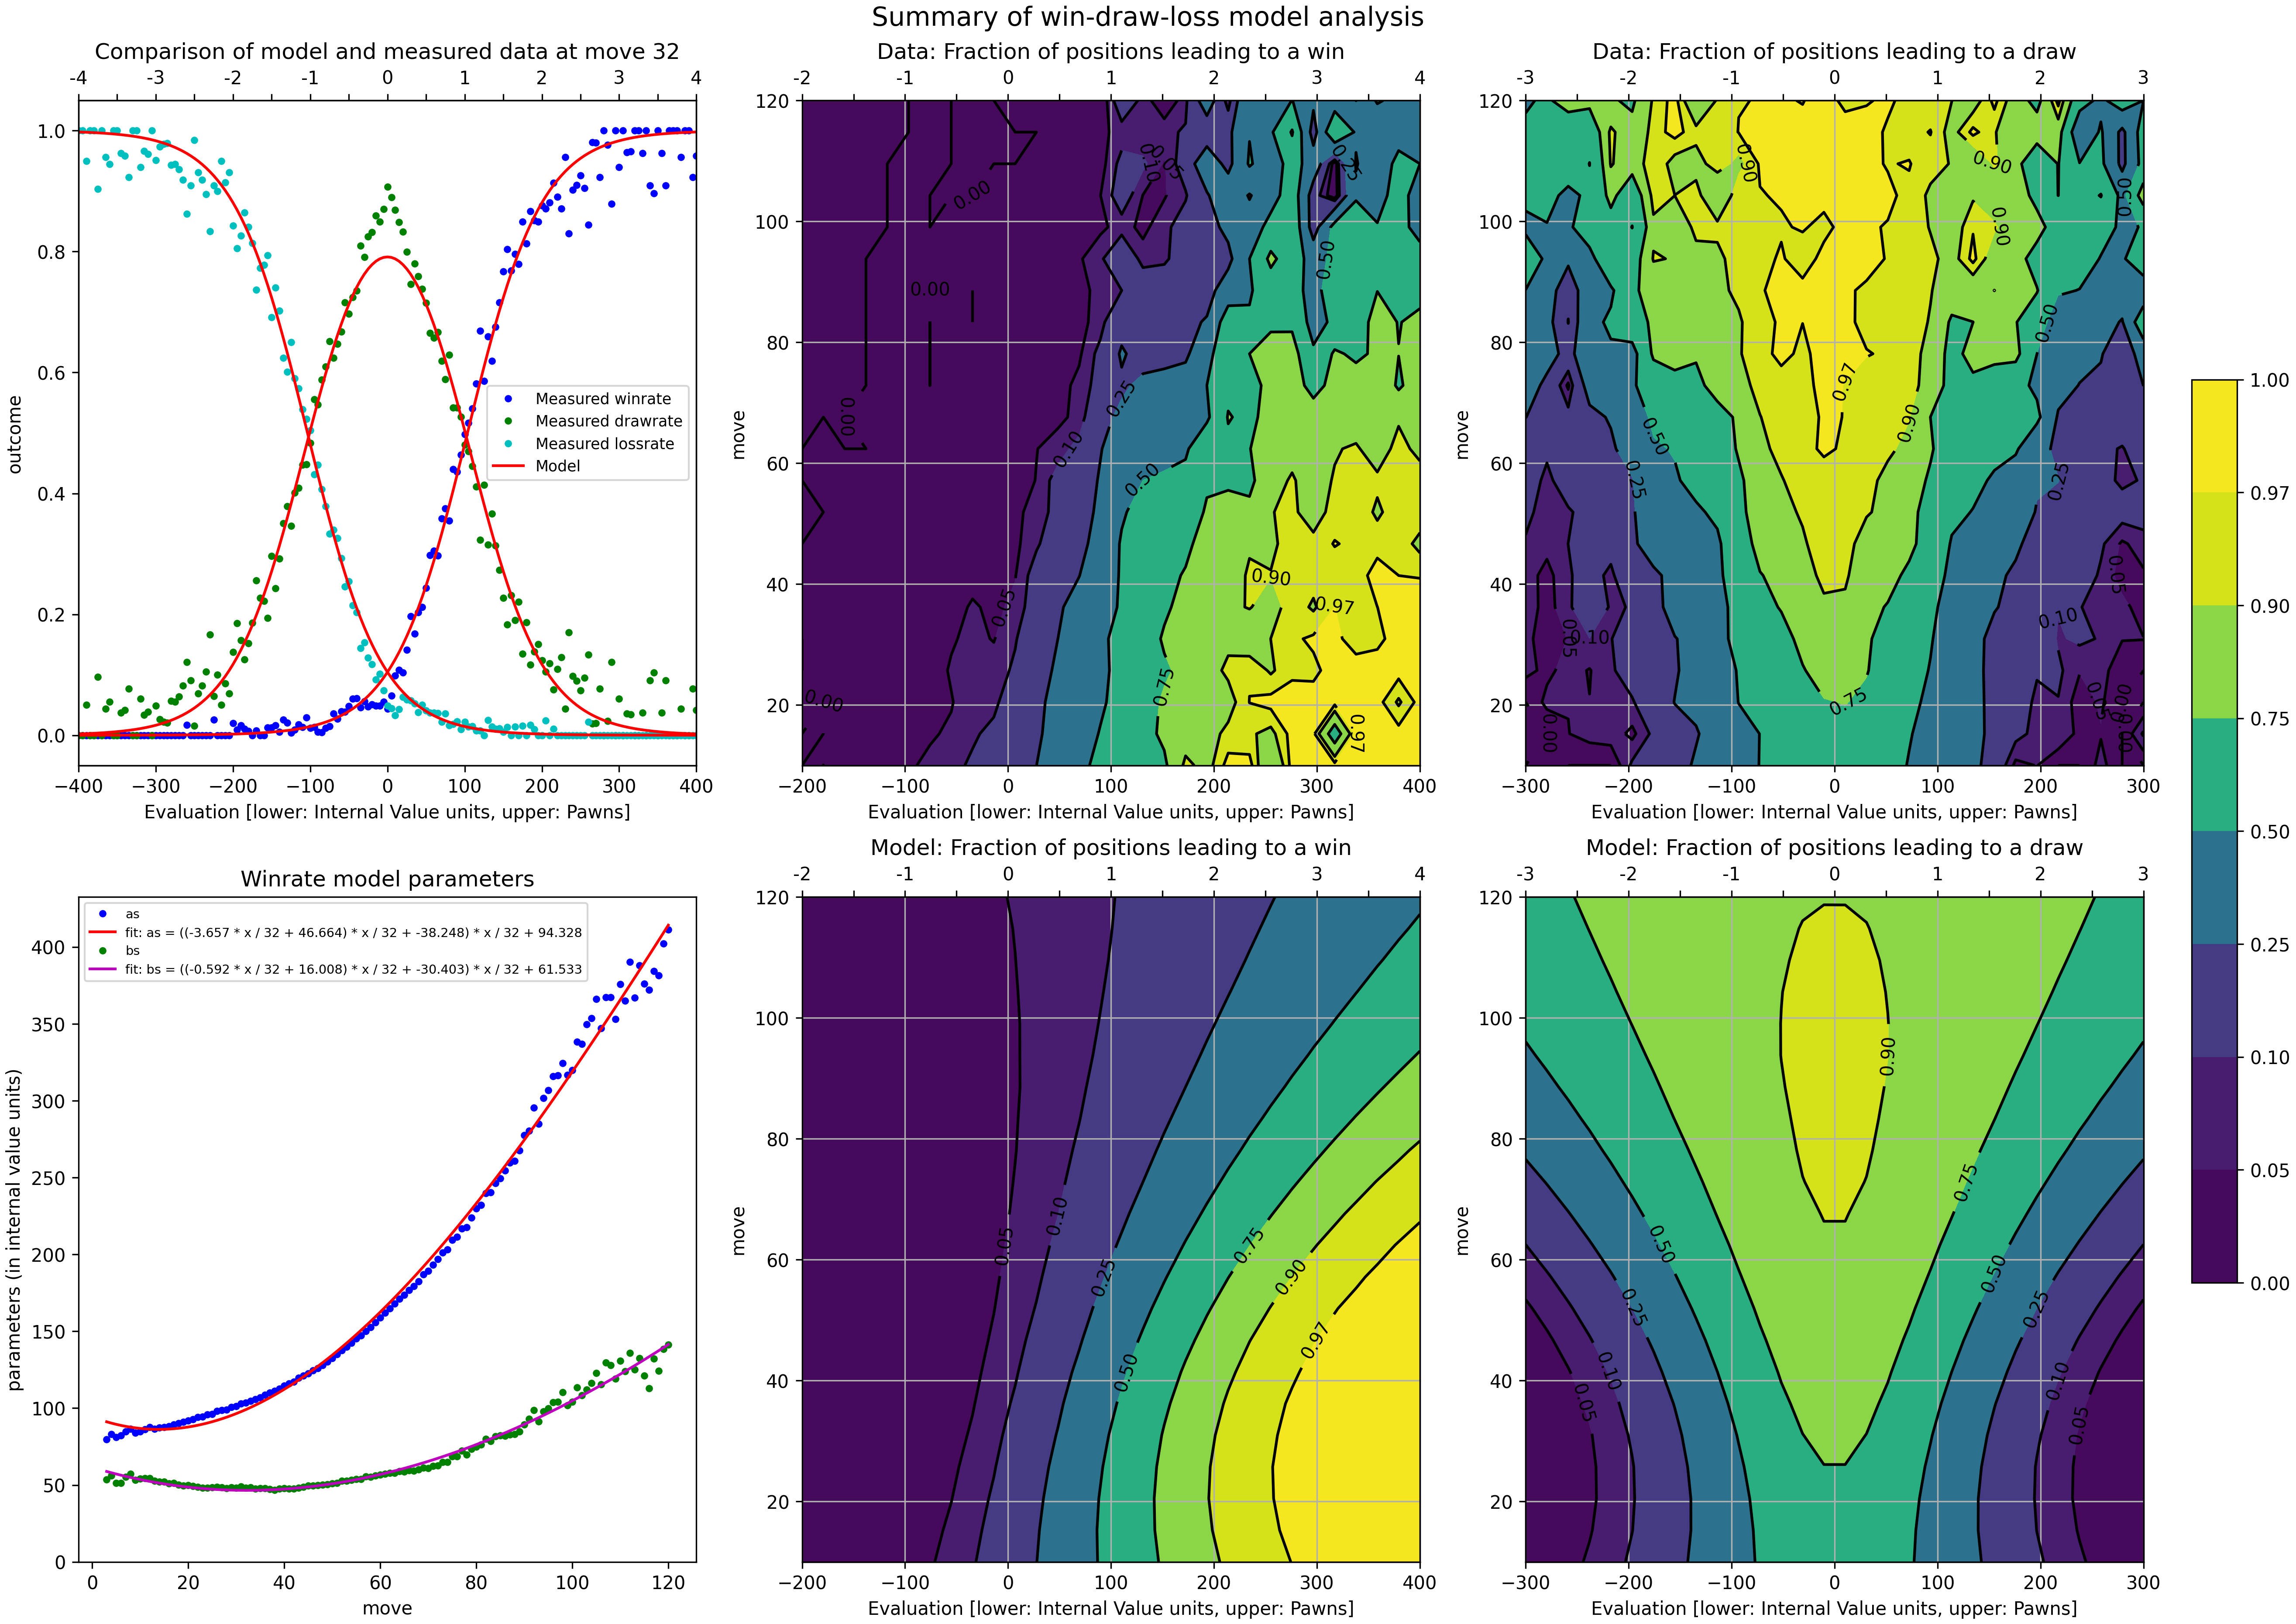 Summary of win-draw-loss model analysis
Comparison of model and measured data at move 32
-4 -3 -2 -1 0 1 2 3 4
outcome
1.0
0.8
0.6
0.4
0.2
0.0
Measured winrate
Measured drawrate
Measured lossrate
Model
−400 −300 −200 −100 0 100 200 300 400
Evaluation [lower: Internal Value units, upper: Pawns]
Data: Fraction of positions leading to a win
-2 -1 0 1 2 3 4
move
120
100
80
60
40
20
0.00
0.00
0.00
0.00
0.05
0.10
0.25
0.50
0.75
0.90
0.97
0.97
0.10
0.05
0.25
0.50
−200 −100 0 100 200 300 400
Evaluation [lower: Internal Value units, upper: Pawns]
Data: Fraction of positions leading to a draw
-3 -2 -1 0 1 2 3
move
120
100
80
60
40
20
0.90
0.90
0.90
0.50
0.50
0.97
0.90
0.50
0.25
0.25
0.10
0.05
0.05
0.10
0.75
0.00
0.05
0.00
0.00
−300 −200 −100 0 100 200 300
Evaluation [lower: Internal Value units, upper: Pawns]
Winrate model parameters
parameters (in internal value units)
400
350
300
250
200
150
100
50
0
as
fit: as = ((-3.657 * x / 32 + 46.664) * x / 32 + -38.248) * x / 32 + 94.328
bs
fit: bs = ((-0.592 * x / 32 + 16.008) * x / 32 + -30.403) * x / 32 + 61.533
0 20 40 60 80 100 120
move
Model: Fraction of positions leading to a win
-2 -1 0 1 2 3 4
move
120
100
80
60
40
20
0.05
0.10
0.25
0.50
0.75
0.90
0.97
−200 −100 0 100 200 300 400
Evaluation [lower: Internal Value units, upper: Pawns]
Model: Fraction of positions leading to a draw
-3 -2 -1 0 1 2 3
move
120
100
80
60
40
20
0.90
0.75
0.50
0.50
0.25
0.25
0.10
0.10
0.05
0.05
−300 −200 −100 0 100 200 300
Evaluation [lower: Internal Value units, upper: Pawns]
1.00
0.97
0.90
0.75
0.50
0.25
0.10
0.05
0.00